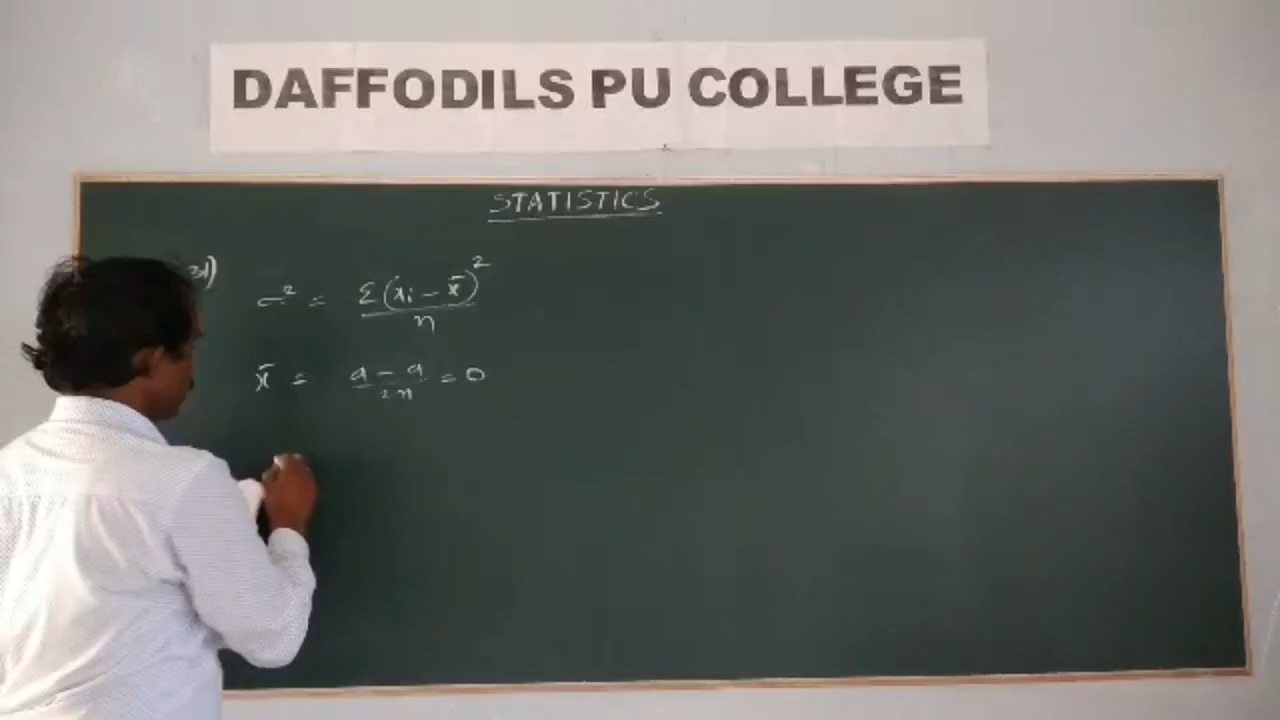 DAFFODILS PU COLLEGE
STATISTICS
σ² = Σ(xi - x̄)² / n
x̄ = a - a / 2n = 0